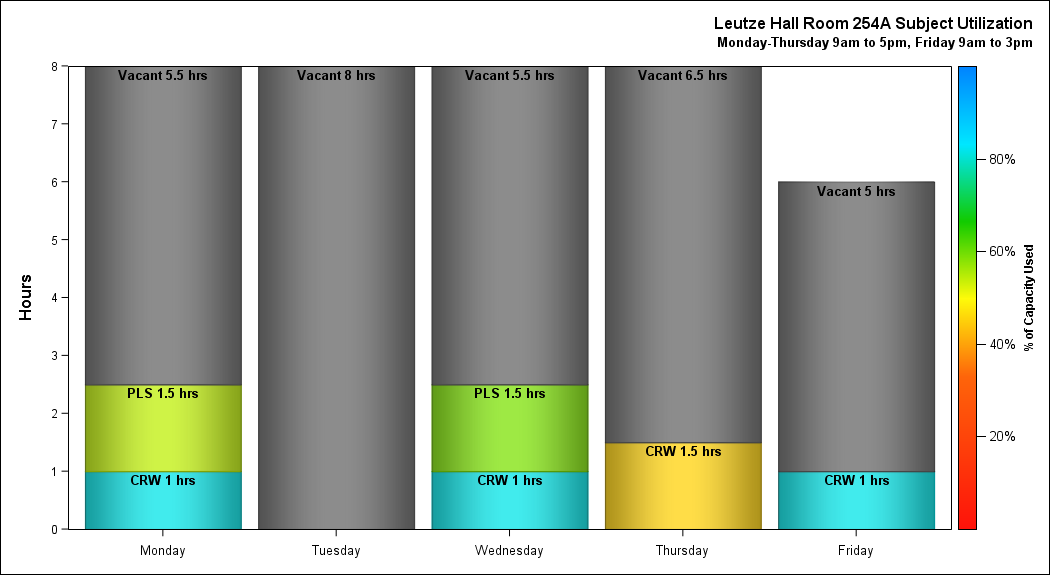 Leutze Hall Room 254A Subject Utilization
Monday-Thursday 9am to 5pm, Friday 9am to 3pm
Hours
8
7
6
5
4
3
2
1
0
Vacant 5.5 hrs
PLS 1.5 hrs
CRW 1 hrs
Vacant 8 hrs
Vacant 5.5 hrs
PLS 1.5 hrs
CRW 1 hrs
Vacant 6.5 hrs
CRW 1.5 hrs
Vacant 5 hrs
CRW 1 hrs
Monday
Tuesday
Wednesday
Thursday
Friday
80%
60%
40%
20%
% of Capacity Used